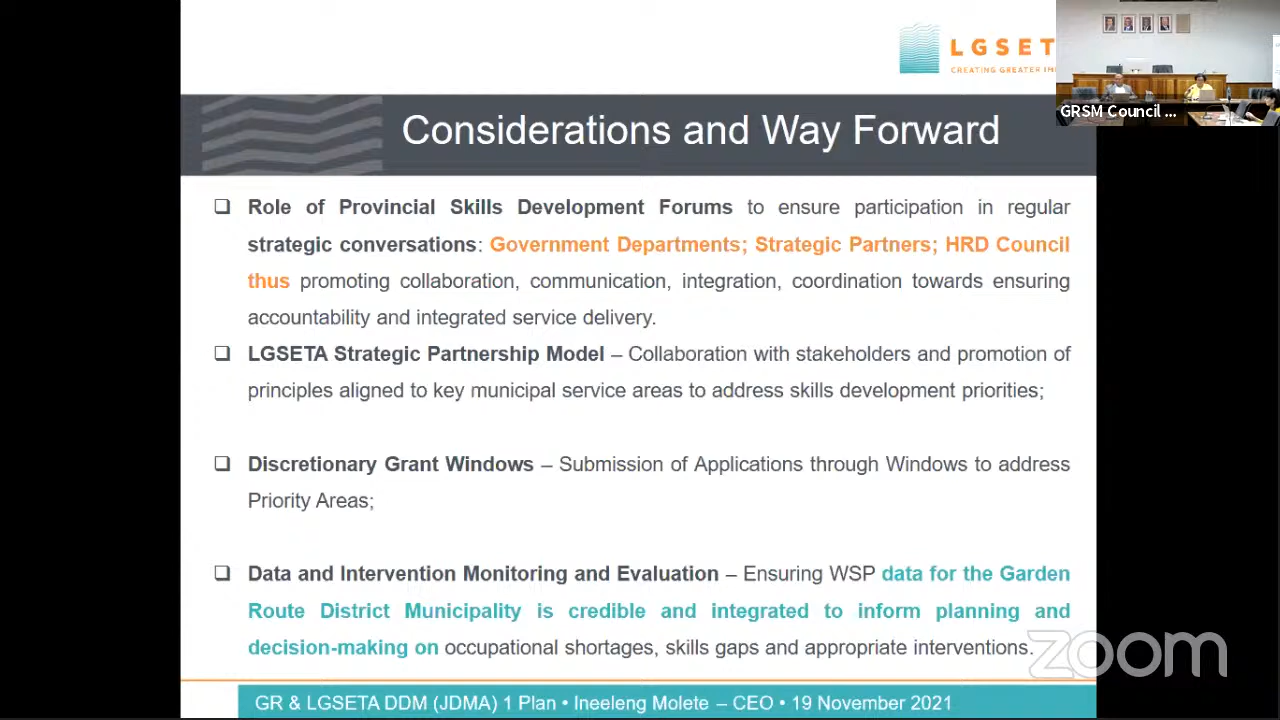 LGSET
CREATING GREATER
GRSM Council ...
Considerations and Way Forward
❑ Role of Provincial Skills Development Forums to ensure participation in regular
strategic conversations: Government Departments; Strategic Partners; HRD Council
thus promoting collaboration, communication, integration, coordination towards ensuring
accountability and integrated service delivery.
❑ LGSETA Strategic Partnership Model – Collaboration with stakeholders and promotion of
principles aligned to key municipal service areas to address skills development priorities;
❑ Discretionary Grant Windows – Submission of Applications through Windows to address
Priority Areas;
❑ Data and Intervention Monitoring and Evaluation – Ensuring WSP data for the Garden
Route District Municipality is credible and integrated to inform planning and
decision-making on occupational shortages, skills gaps and appropriate interventions.
zoom
GR & LGSETA DDM (JDMA) 1 Plan • Ineeleng Molete – CEO • 19 November 2021